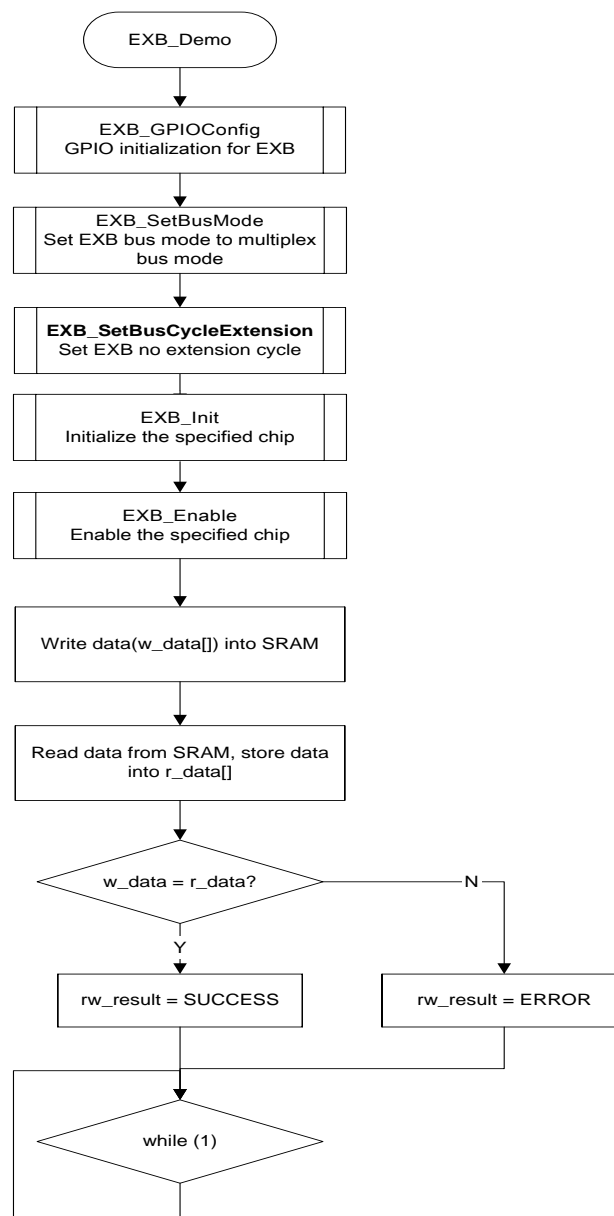 EXB_Demo
EXB_GPIOConfig
GPIO initialization for EXB
EXB_SetBusMode
Set EXB bus mode to multiplex
bus mode
EXB_SetBusCycleExtension
Set EXB no extension cycle
EXB_Init
Initialize the specified chip
EXB_Enable
Enable the specified chip
Write data(w_data[]) into SRAM
Read data from SRAM, store data
into r_data[]
w_data = r_data?
N
Y
rw_result = SUCCESS
rw_result = ERROR
while (1)